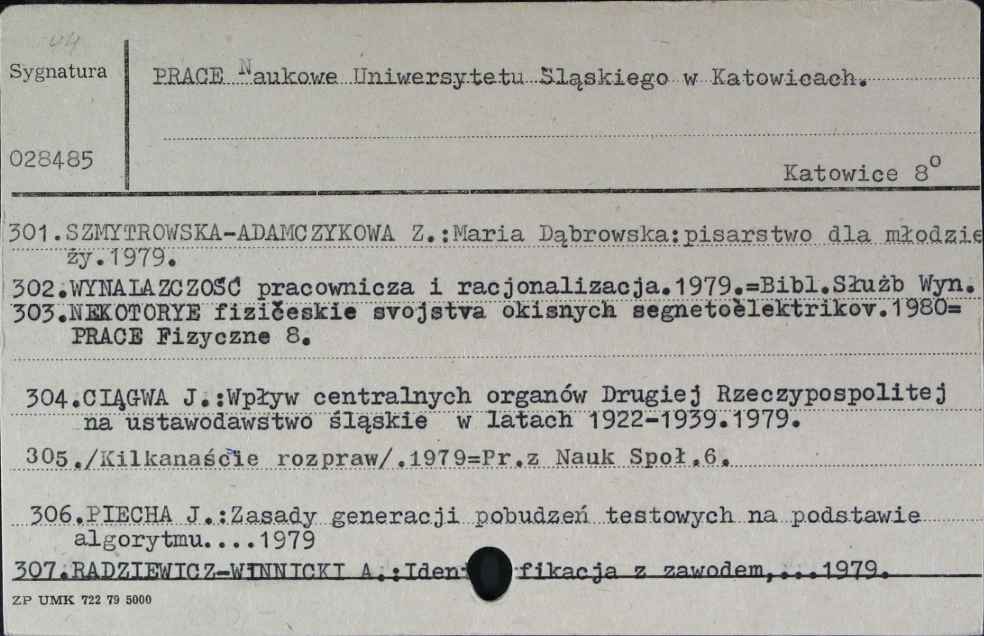 44
Sygnatura
PRACE Naukowe Uniwersytetu Śląskiego w Katowicach.
028485
Katowice 8º
301.SZMYTROWSKA-ADAMCZYKOWA Z.:Maria Dąbrowska:pisarstwo dla młodzie
ży.1979.
302.WYNALAZCZOŚĆ pracownicza i racjonalizacja.1979.=Bibl.Służb Wyn.
303.NEKOTORYE fizičeskie svojstva okisnych segnetoèlektrikov.1980=
PRACE Fizyczne 8.
304.CIĄGWA J.:Wpływ centralnych organów Drugiej Rzeczypospolitej
na ustawodawstwo śląskie w latach 1922-1939.1979.
305./Kilkanaście rozpraw/.1979=Pr.z Nauk Społ.6.
306.PIECHA J.:Zasady generacji pobudzeń testowych na podstawie
algorytmu....1979
307.RADZIEWICZ-WINNICKI A.:Identyfikacja z zawodem,...1979.
ZP UMK 722 79 5000